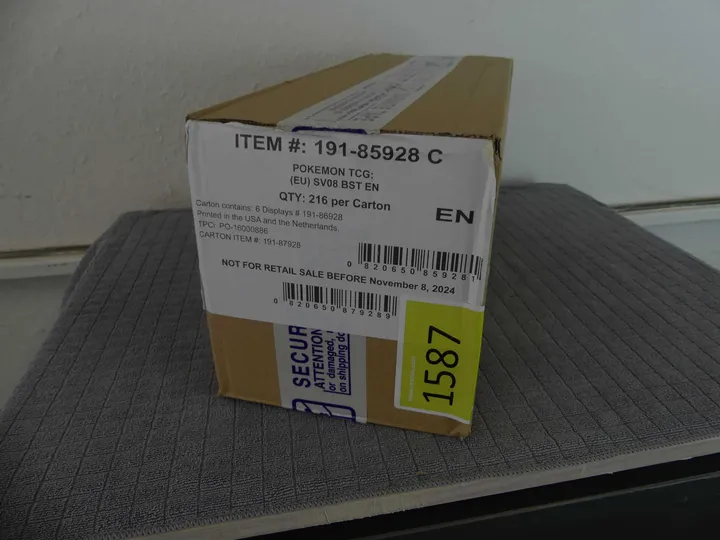 ITEM #: 191-85928 C
POKEMON TCG:
(EU) SV08 BST EN
QTY: 216 per Carton
EN
Carton contains: 6 Displays # 191-86928
Printed in the USA and the Netherlands.
TPCi PO-16000886
CARTON ITEM #: 191-87928
0 820650 859281
NOT FOR RETAIL SALE BEFORE November 8, 2024
0 820650 879289
SECUR
ATTENTION
or damaged,
on shipping do
1587